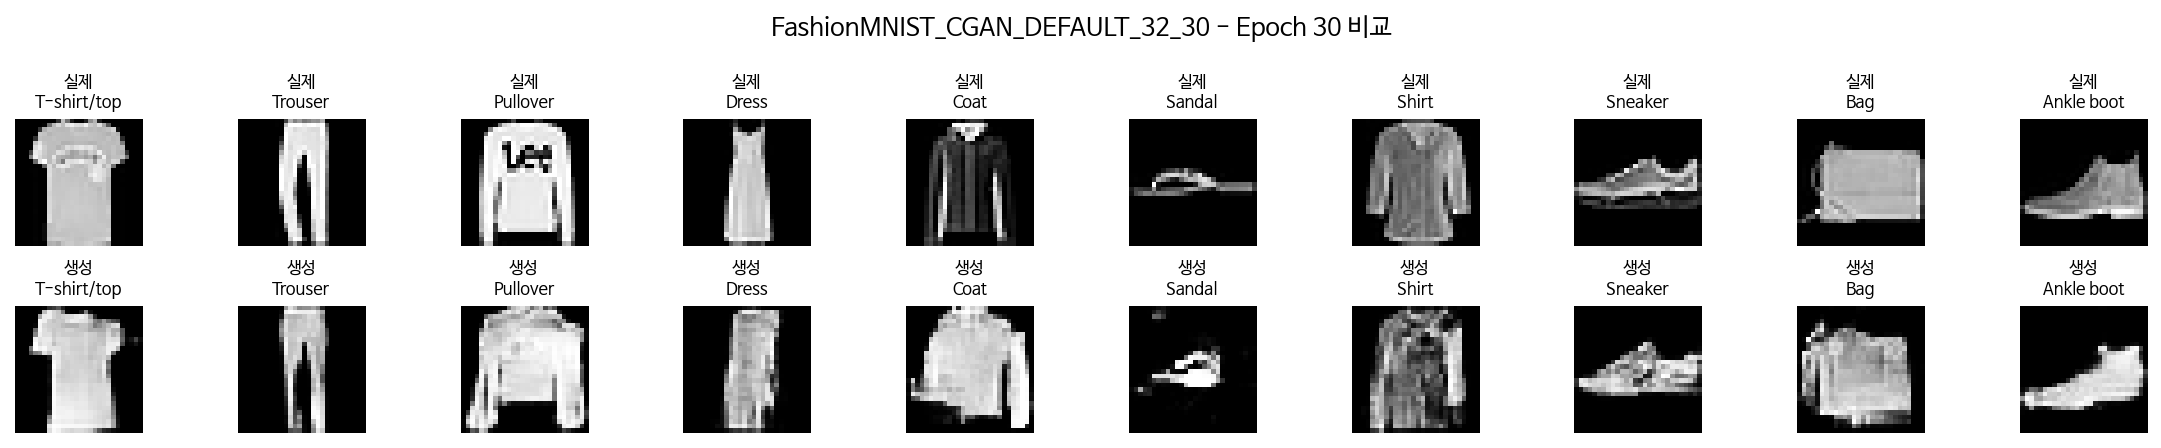 FashionMNIST_CGAN_DEFAULT_32_30 - Epoch 30 비교
실제 실제 실제 실제 실제 실제 실제 실제 실제 실제
T-shirt/top Trouser Pullover Dress Coat Sandal Shirt Sneaker Bag Ankle boot
Lee
생성 생성 생성 생성 생성 생성 생성 생성 생성 생성
T-shirt/top Trouser Pullover Dress Coat Sandal Shirt Sneaker Bag Ankle boot